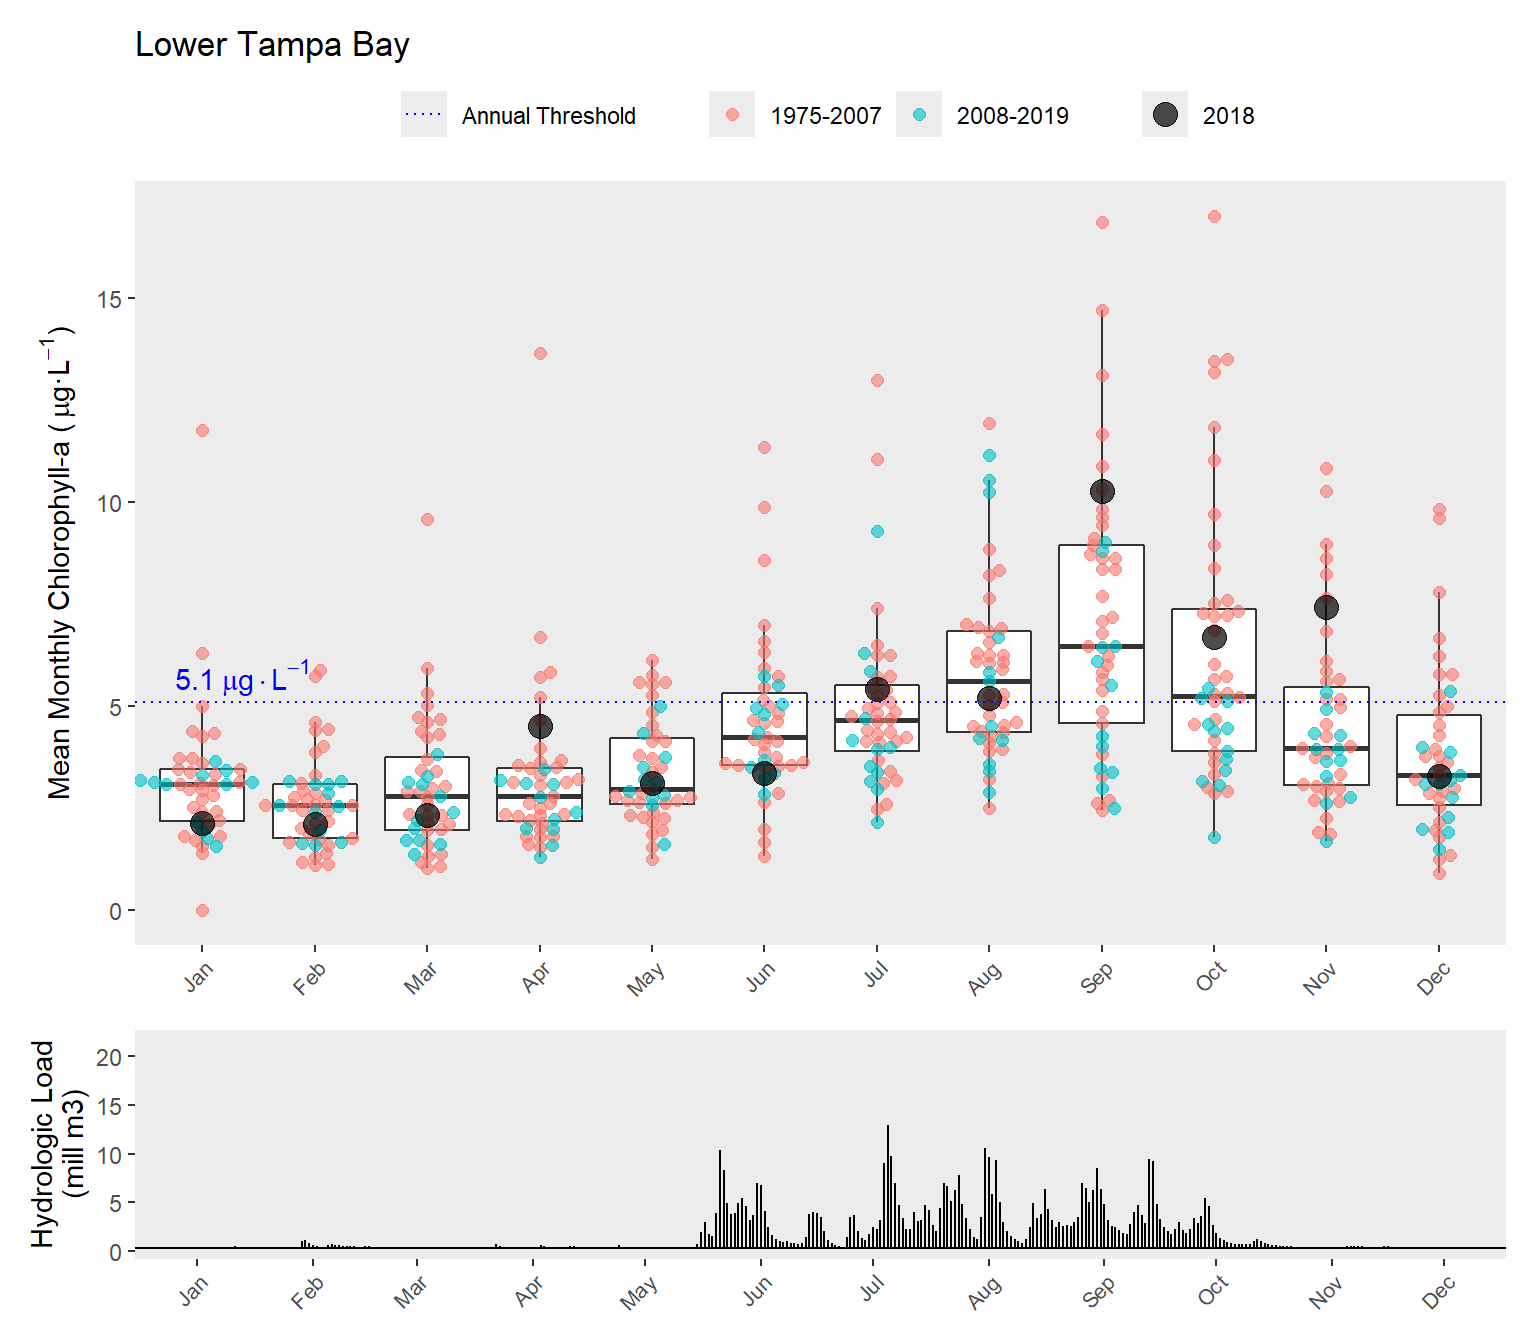 Lower Tampa Bay
Annual Threshold 1975-2007 2008-2019 2018
Mean Monthly Chlorophyll-a ( μg·L⁻¹)
15
10
5
0
5.1 μg·L⁻¹
Jan Feb Mar Apr May Jun Jul Aug Sep Oct Nov Dec
Hydrologic Load
(mill m3)
20
15
10
5
0
Jan Feb Mar Apr May Jun Jul Aug Sep Oct Nov Dec